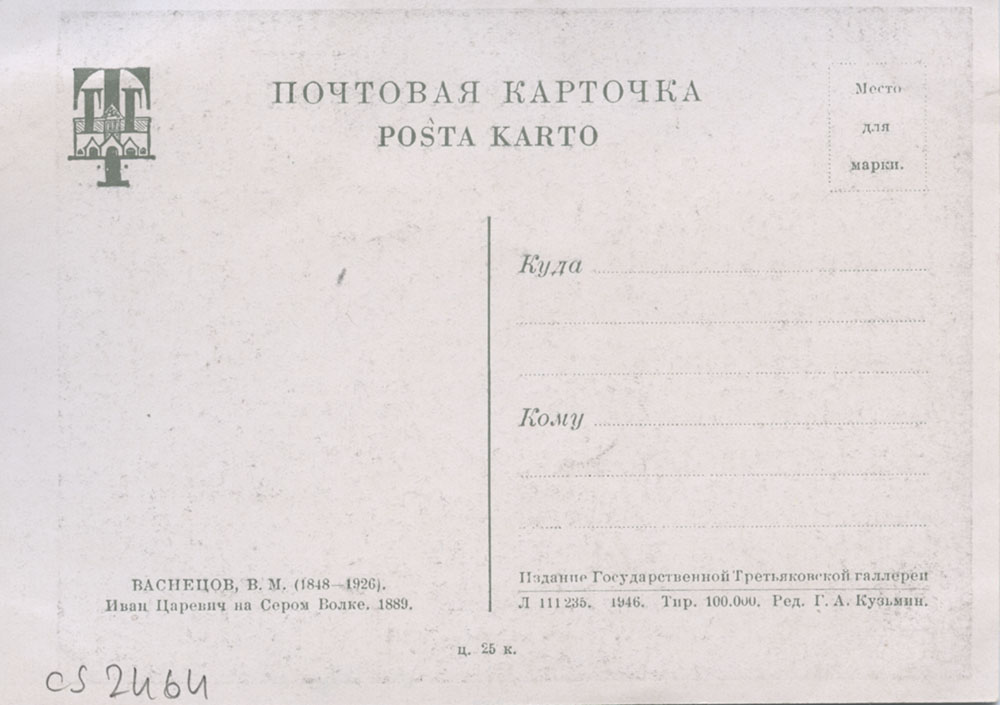 ПОЧТОВАЯ КАРТОЧКА
POŜTA KARTO
Место
для
марки.
Куда
Кому
ВАСНЕЦОВ, В. М. (1848—1926).
Иван Царевич на Сером Волке. 1889.
Издание Государственной Третьяковской галлереи
Л 111235. 1946. Тир. 100.000. Ред. Г. А. Кузьмин.
ц. 25 к.
CS 2464